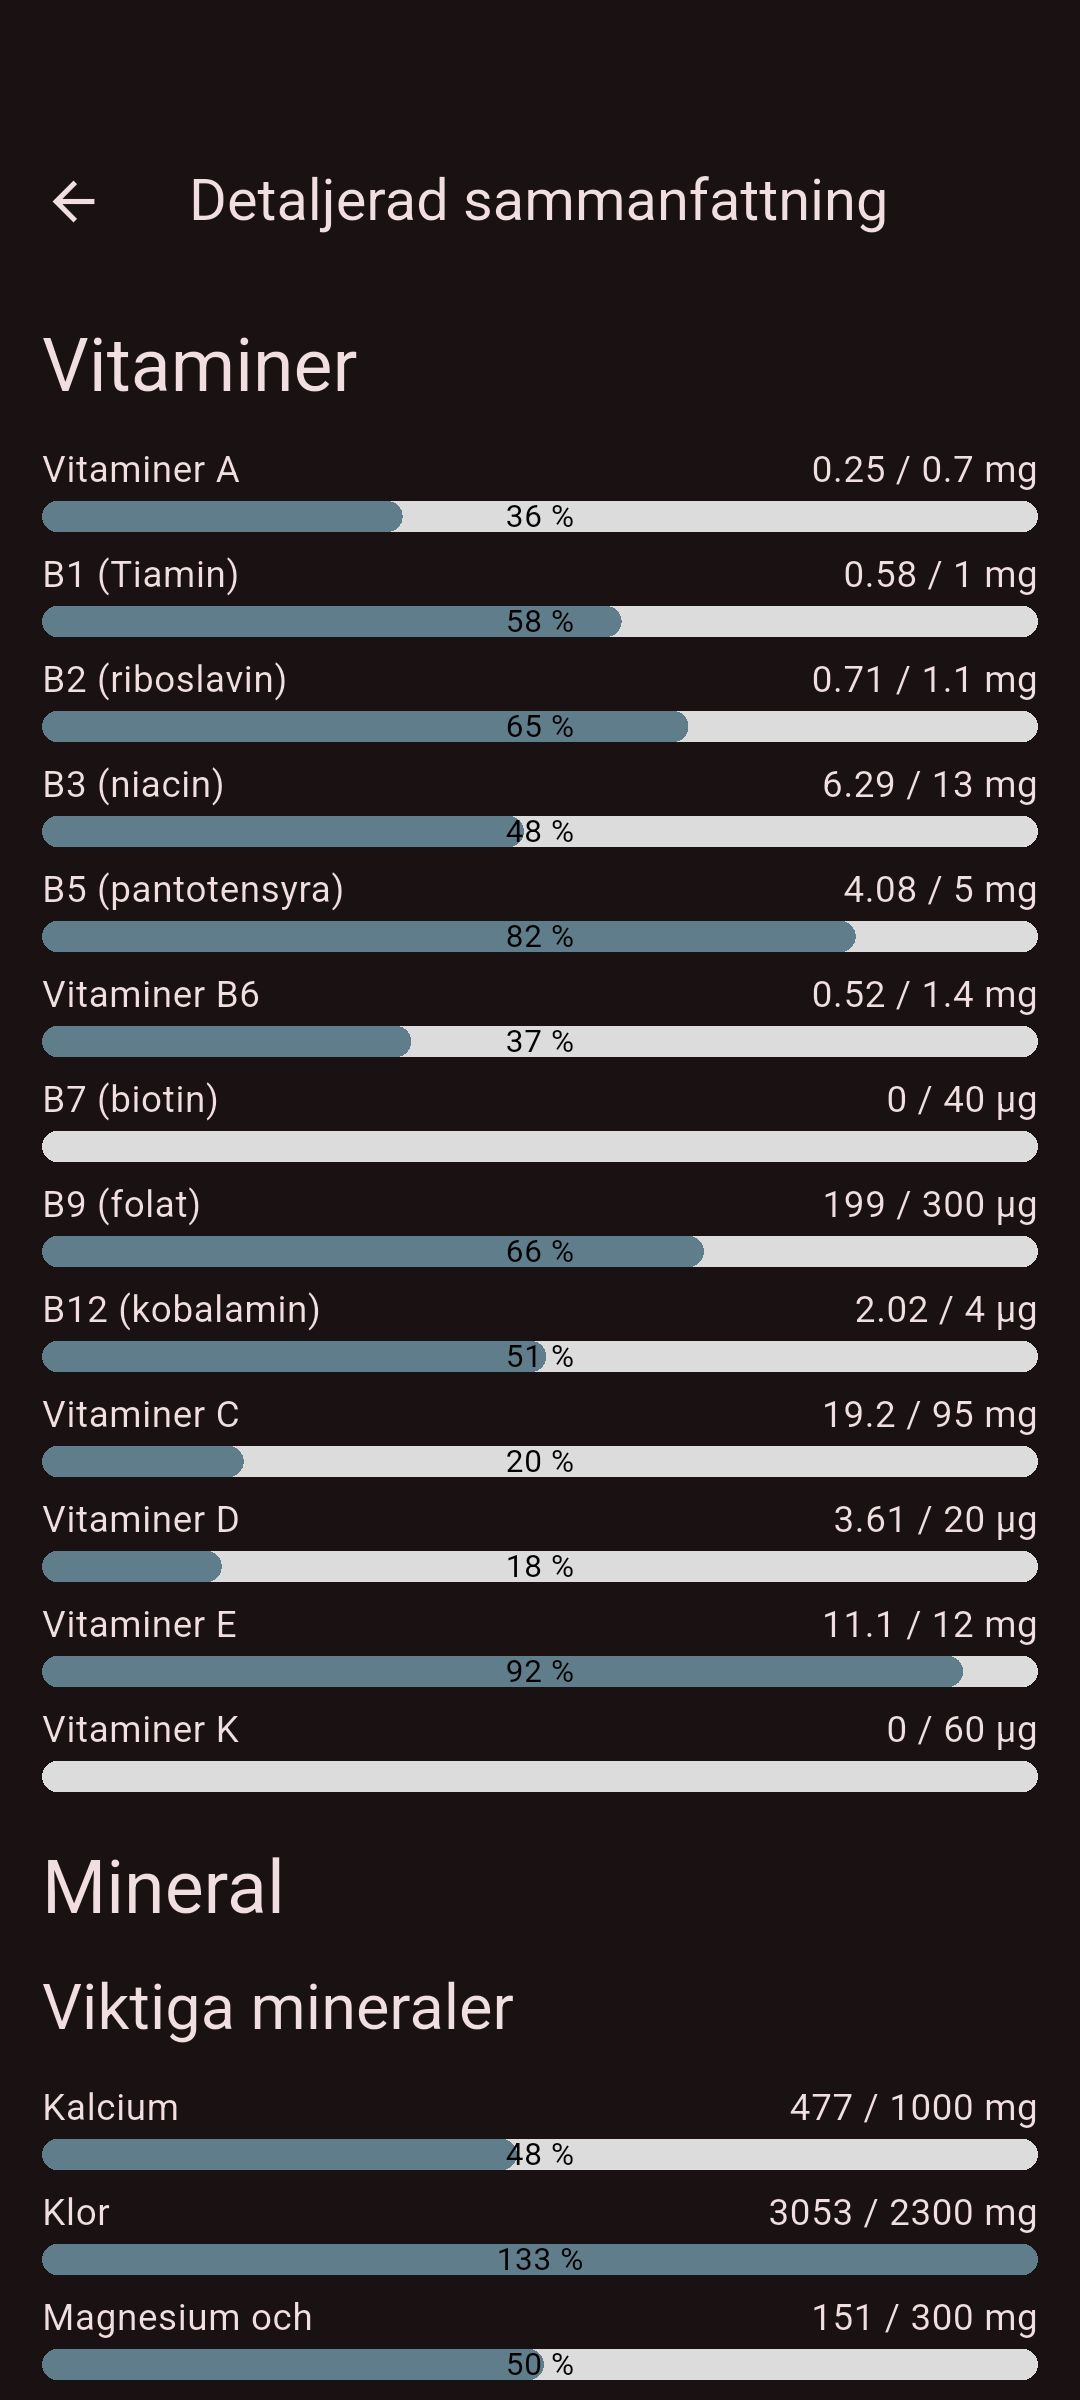 Detaljerad sammanfattning
Vitaminer
Vitaminer A 0.25 / 0.7 mg
36 %
B1 (Tiamin) 0.58 / 1 mg
58 %
B2 (riboslavin) 0.71 / 1.1 mg
65 %
B3 (niacin) 6.29 / 13 mg
48 %
B5 (pantotensyra) 4.08 / 5 mg
82 %
Vitaminer B6 0.52 / 1.4 mg
37 %
B7 (biotin) 0 / 40 µg
B9 (folat) 199 / 300 µg
66 %
B12 (kobalamin) 2.02 / 4 µg
51 %
Vitaminer C 19.2 / 95 mg
20 %
Vitaminer D 3.61 / 20 µg
18 %
Vitaminer E 11.1 / 12 mg
92 %
Vitaminer K 0 / 60 µg
Mineral
Viktiga mineraler
Kalcium 477 / 1000 mg
48 %
Klor 3053 / 2300 mg
133 %
Magnesium och 151 / 300 mg
50 %